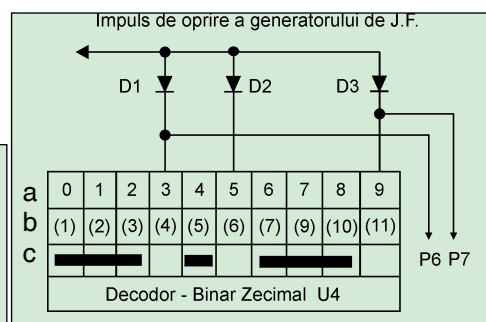 Impuls de oprire a generatorului de J.F.
D1 D2 D3
a 0 1 2 3 4 5 6 7 8 9
b (1) (2) (3) (4) (5) (6) (7) (9) (10) (11)
c
P6 P7
Decodor - Binar Zecimal U4